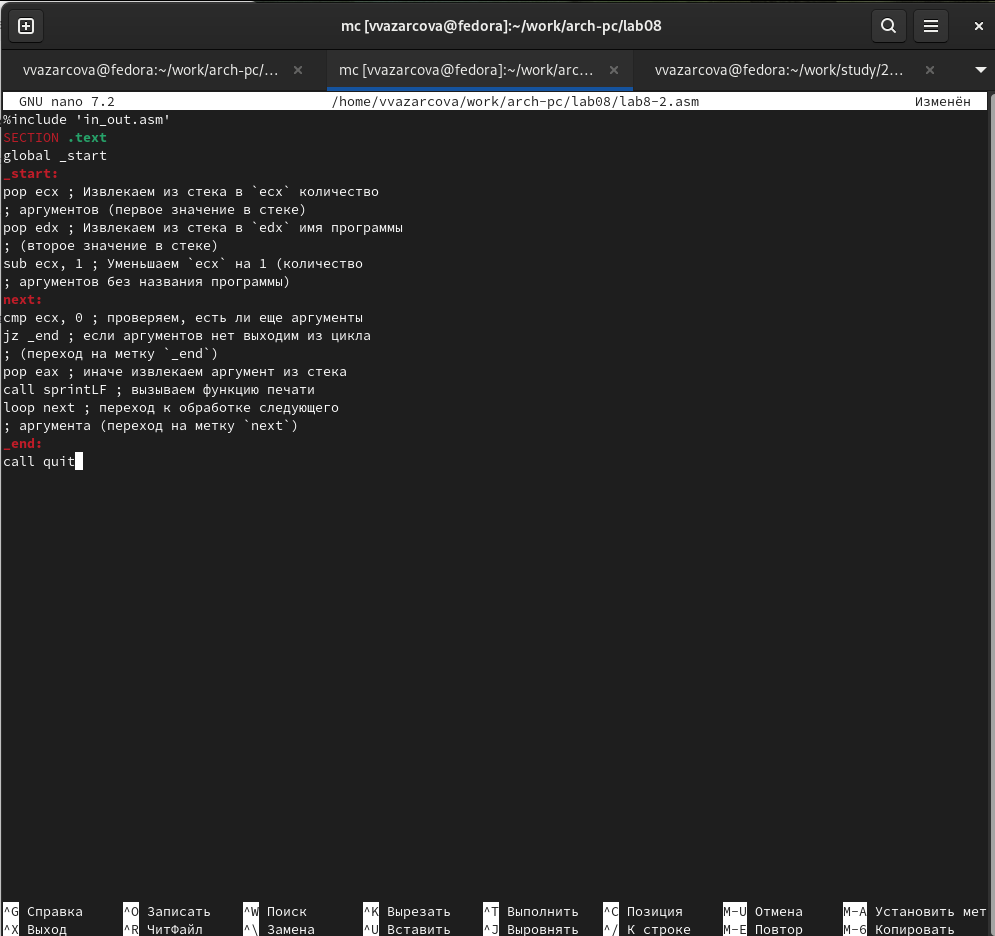 mc [vvazarcova@fedora]:~/work/arch-pc/lab08
vvazarcova@fedora:~/work/arch-pc/...
mc [vvazarcova@fedora]:~/work/arc...
vvazarcova@fedora:~/work/study/2...
GNU nano 7.2 /home/vvazarcova/work/arch-pc/lab08/lab8-2.asm Изменён
%include 'in_out.asm'
SECTION .text
global _start
_start:
pop ecx ; Извлекаем из стека в `ecx` количество
; аргументов (первое значение в стеке)
pop edx ; Извлекаем из стека в `edx` имя программы
; (второе значение в стеке)
sub ecx, 1 ; Уменьшаем `ecx` на 1 (количество
; аргументов без названия программы)
next:
cmp ecx, 0 ; проверяем, есть ли еще аргументы
jz _end ; если аргументов нет выходим из цикла
; (переход на метку `_end`)
pop eax ; иначе извлекаем аргумент из стека
call sprintLF ; вызываем функцию печати
loop next ; переход к обработке следующего
; аргумента (переход на метку `next`)
_end:
call quit
^G Справка ^O Записать ^W Поиск ^K Вырезать ^T Выполнить ^C Позиция M-U Отмена M-A Установить мет
^X Выход ^R ЧитФайл ^\ Замена ^U Вставить ^J Выровнять ^/ К строке M-E Повтор M-6 Копировать